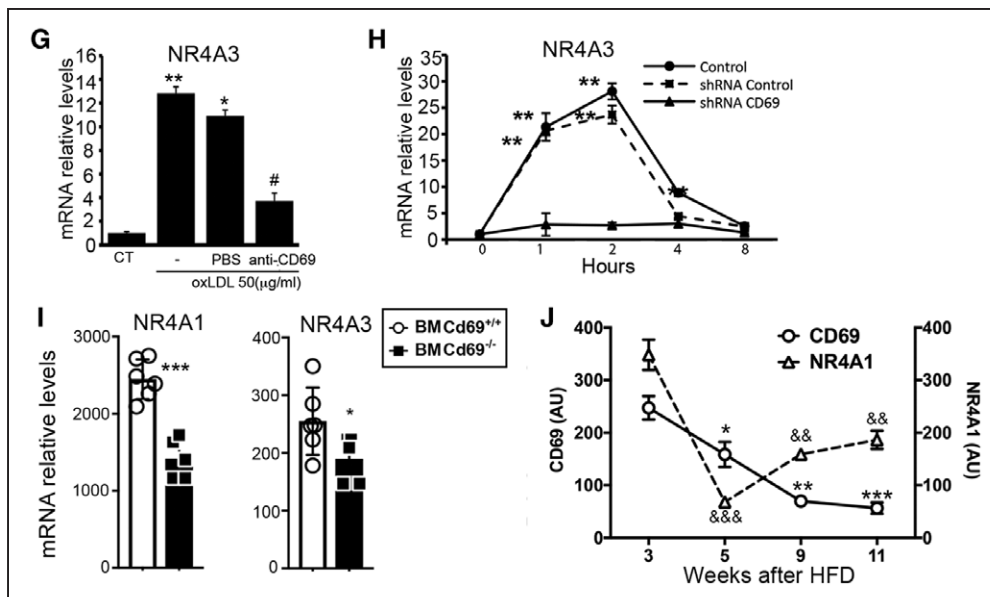 G
NR4A3
mRNA relative levels
16
14
12
10
8
6
4
2
0
**
*
#
CT
-
PBS
anti-CD69
oxLDL 50(µg/ml)
H
NR4A3
mRNA relative levels
35
30
25
20
15
10
5
0
**
**
**
**
**
Control
shRNA Control
shRNA CD69
0
1
2
4
8
Hours
I
NR4A1
mRNA relative levels
3000
2000
1000
0
***
NR4A3
400
300
200
100
0
*
BMCd69+/+
BMCd69-/-
J
CD69 (AU)
400
300
200
100
0
CD69
NR4A1
*
**
***
&&&
&&
&&
400
300
200
100
0
NR4A1 (AU)
3
5
9
11
Weeks after HFD